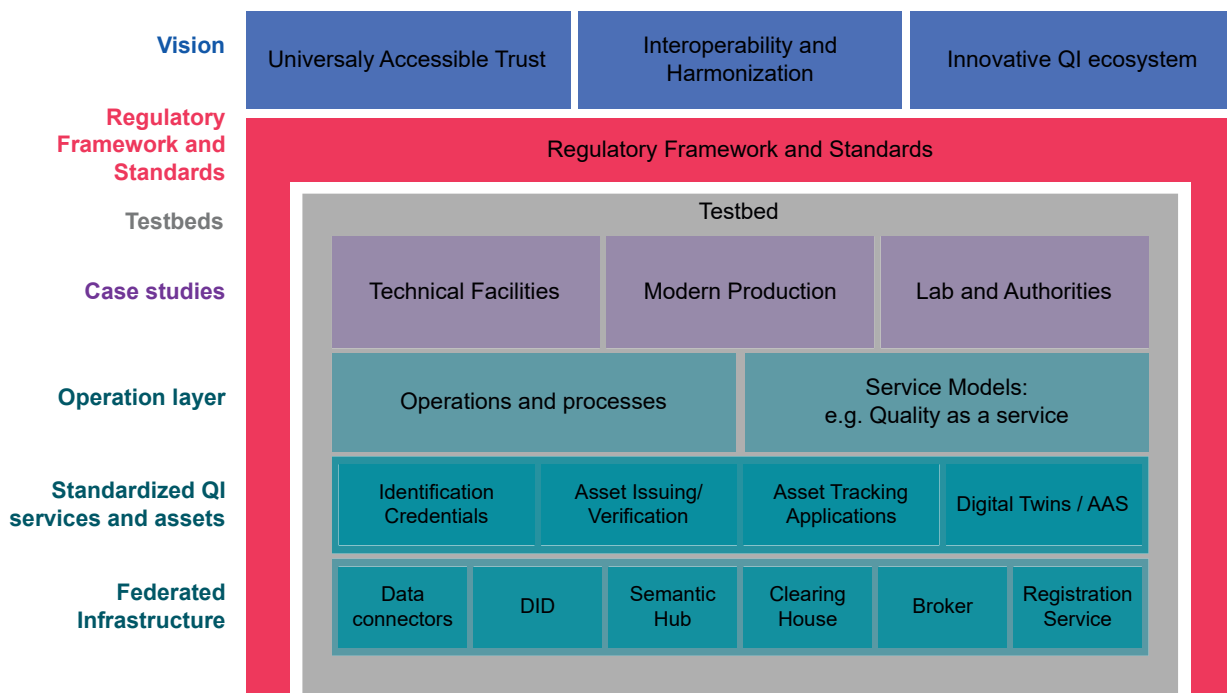 Vision
Universaly Accessible Trust
Interoperability and
Harmonization
Innovative QI ecosystem
Regulatory
Framework and
Standards
Regulatory Framework and Standards
Testbeds
Testbed
Case studies
Technical Facilities
Modern Production
Lab and Authorities
Operation layer
Operations and processes
Service Models:
e.g. Quality as a service
Standardized QI
services and assets
Identification
Credentials
Asset Issuing/
Verification
Asset Tracking
Applications
Digital Twins / AAS
Federated
Infrastructure
Data
connectors
DID
Semantic
Hub
Clearing
House
Broker
Registration
Service